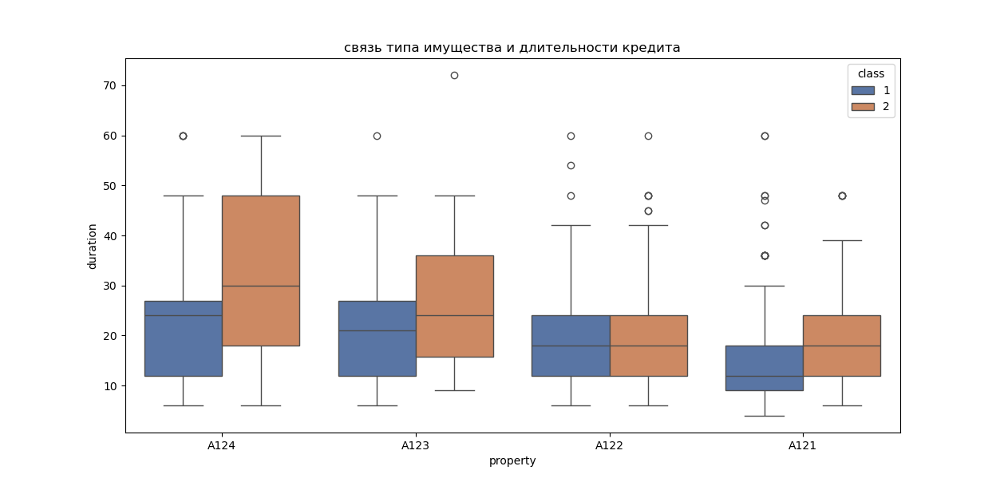 связь типа имущества и длительности кредита
class
1
2
70
60
50
40
30
20
10
duration
A124
A123
A122
A121
property